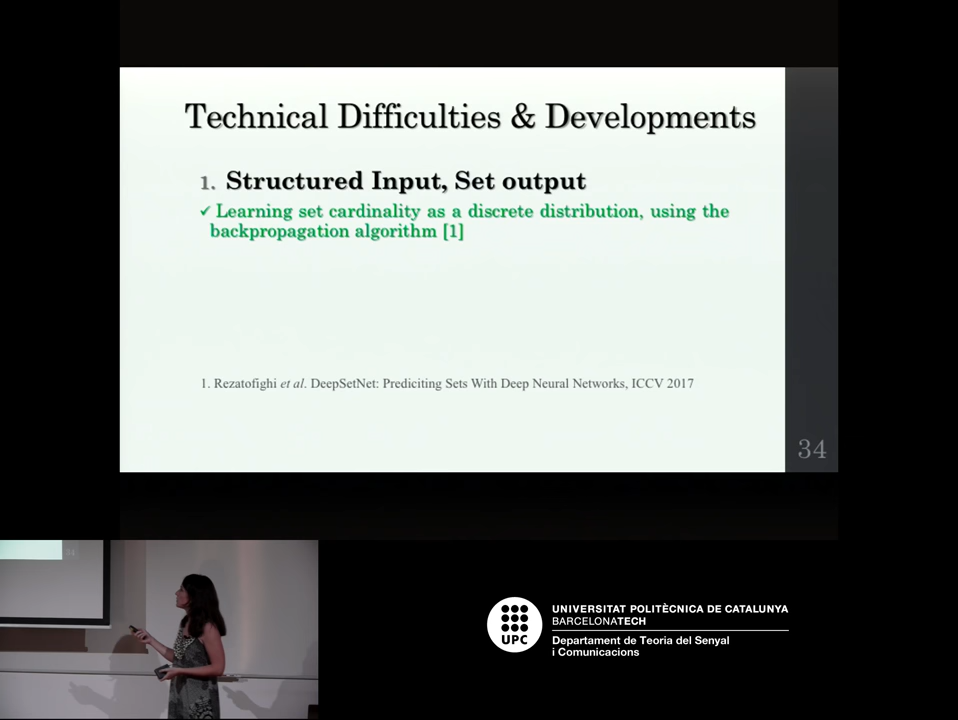 Technical Difficulties & Developments
1. Structured Input, Set output
✓ Learning set cardinality as a discrete distribution, using the
backpropagation algorithm [1]
1. Rezatofighi et al. DeepSetNet: Prediciting Sets With Deep Neural Networks, ICCV 2017
34
34
UPC
UNIVERSITAT POLITÈCNICA DE CATALUNYA
BARCELONATECH
Departament de Teoria del Senyal
i Comunicacions